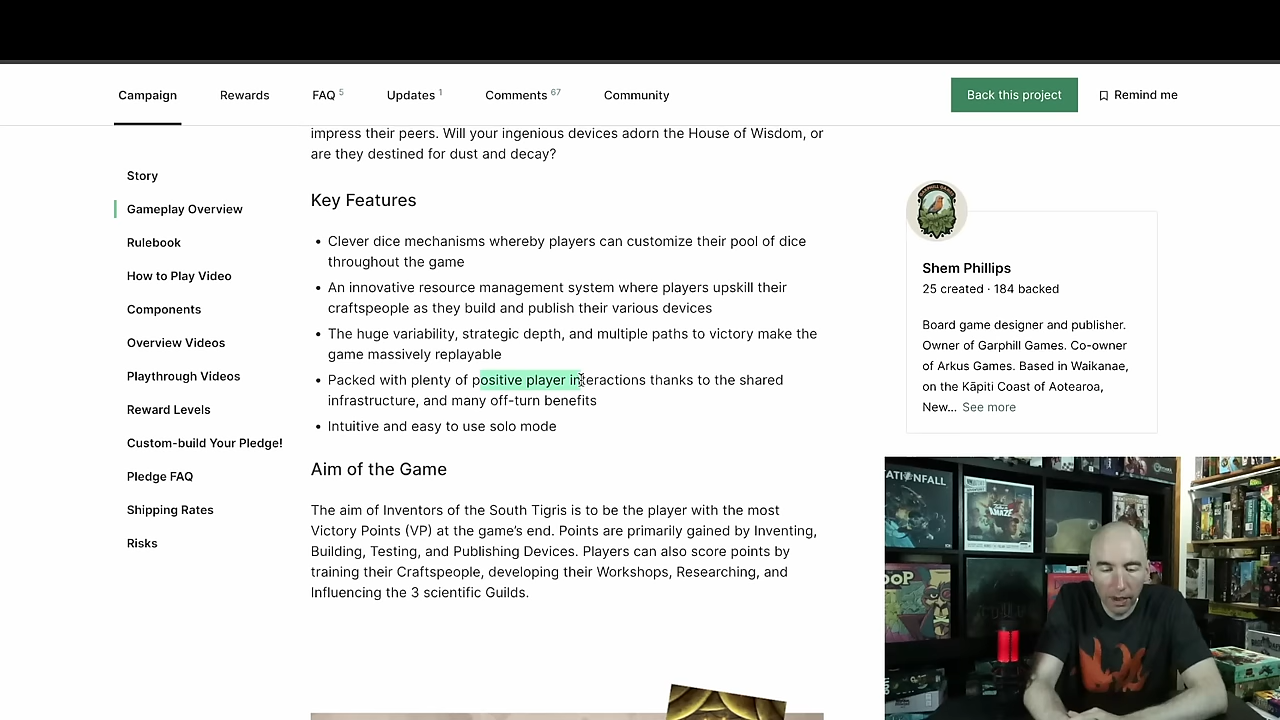 Campaign
Rewards
FAQ 5
Updates 1
Comments 67
Community
Back this project
Remind me
impress their peers. Will your ingenious devices adorn the House of Wisdom, or
are they destined for dust and decay?
Story
Gameplay Overview
Rulebook
How to Play Video
Components
Overview Videos
Playthrough Videos
Reward Levels
Custom-build Your Pledge!
Pledge FAQ
Shipping Rates
Risks
Key Features
• Clever dice mechanisms whereby players can customize their pool of dice
throughout the game
• An innovative resource management system where players upskill their
craftspeople as they build and publish their various devices
• The huge variability, strategic depth, and multiple paths to victory make the
game massively replayable
• Packed with plenty of positive player interactions thanks to the shared
infrastructure, and many off-turn benefits
• Intuitive and easy to use solo mode
Aim of the Game
The aim of Inventors of the South Tigris is to be the player with the most
Victory Points (VP) at the game's end. Points are primarily gained by Inventing,
Building, Testing, and Publishing Devices. Players can also score points by
training their Craftspeople, developing their Workshops, Researching, and
Influencing the 3 scientific Guilds.
GARPHILL GAMES
Shem Phillips
25 created · 184 backed
Board game designer and publisher.
Owner of Garphill Games. Co-owner
of Arkus Games. Based in Waikanae,
on the Kāpiti Coast of Aotearoa,
New... See more